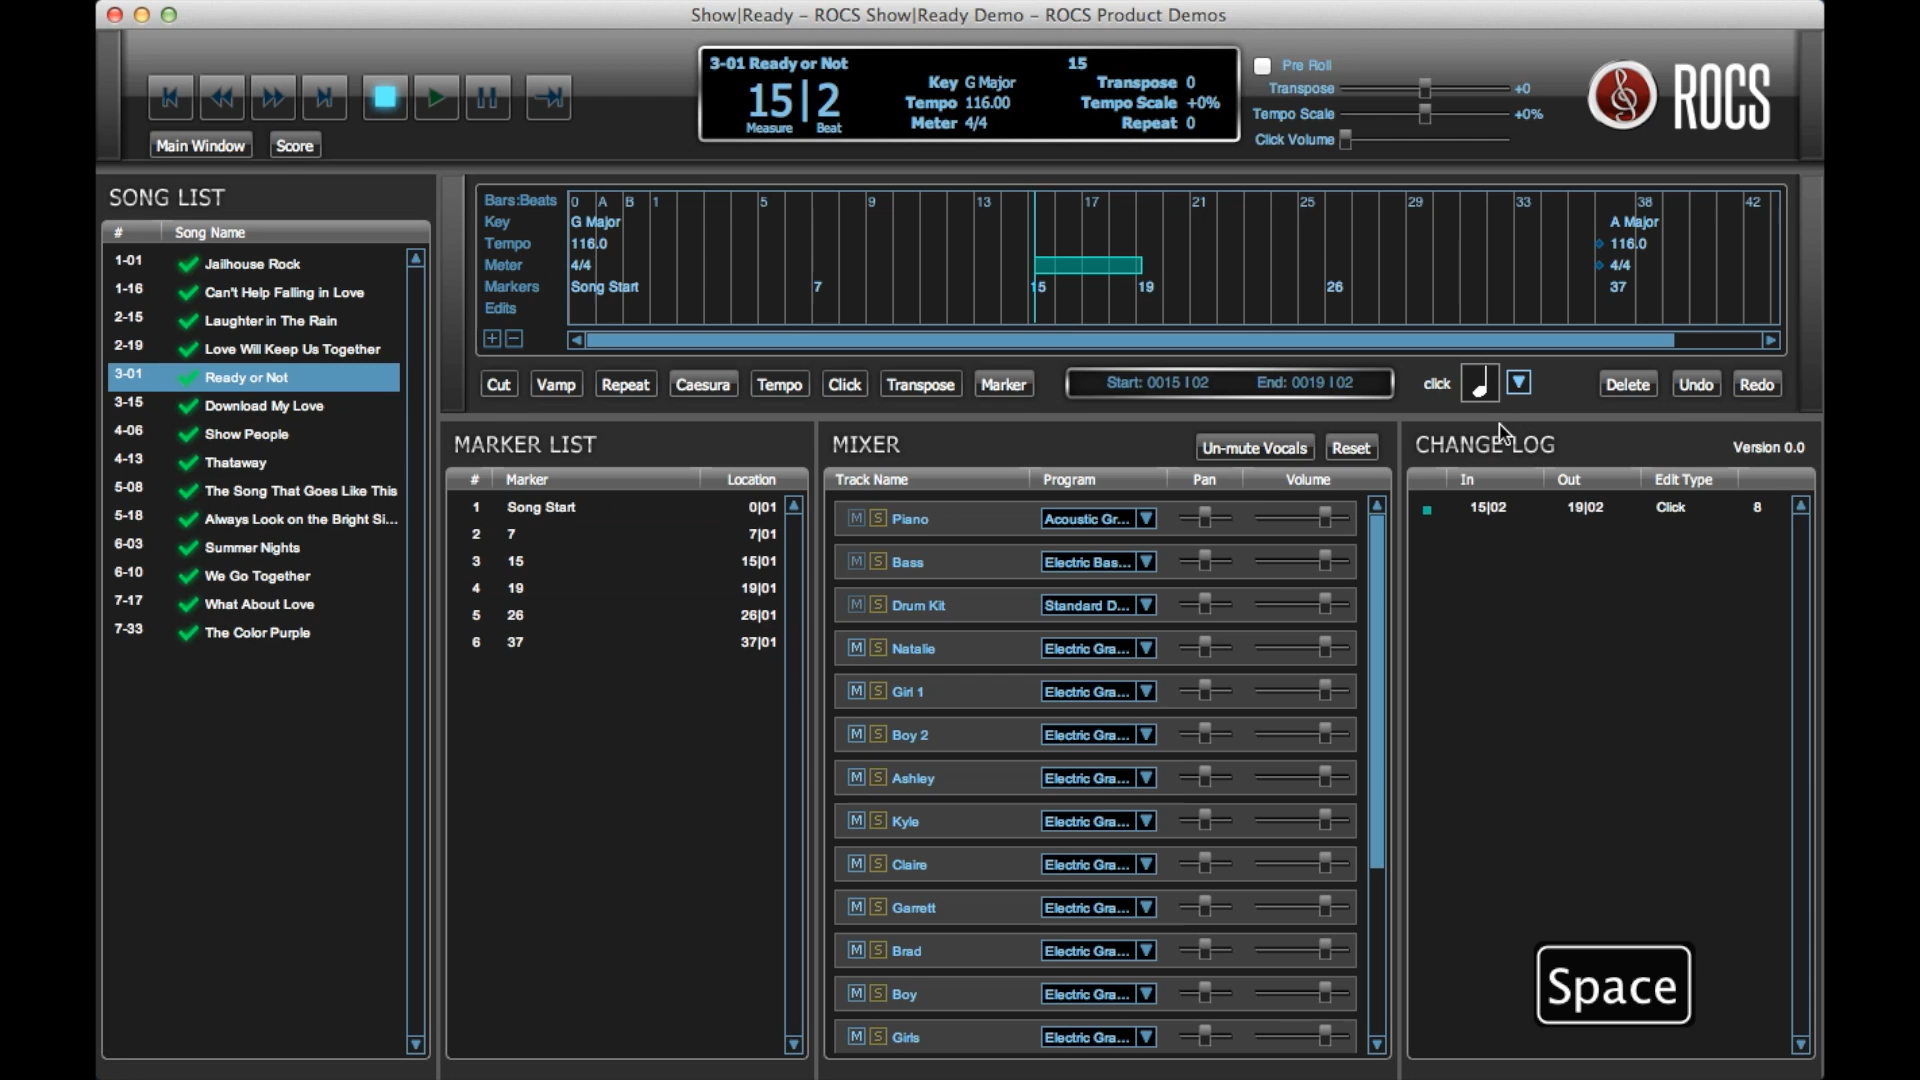 Show|Ready – ROCS Show|Ready Demo – ROCS Product Demos
3-01 Ready or Not 15
15|2
Measure Beat
Key G Major
Tempo 116.00
Meter 4/4
Transpose 0
Tempo Scale +0%
Repeat 0
Pre Roll
Transpose +0
Tempo Scale +0%
Click Volume
ROCS
Main Window Score
SONG LIST
# Song Name
1-01 Jailhouse Rock
1-16 Can't Help Falling in Love
2-15 Laughter in The Rain
2-19 Love Will Keep Us Together
3-01 Ready or Not
3-15 Download My Love
4-06 Show People
4-13 Thataway
5-08 The Song That Goes Like This
5-18 Always Look on the Bright Si...
6-03 Summer Nights
6-10 We Go Together
7-17 What About Love
7-33 The Color Purple
Bars:Beats 0 A B 1 5 9 13 17 21 25 29 33 38 42
Key G Major A Major
Tempo 116.0 116.0
Meter 4/4 4/4
Markers Song Start 7 15 19 26 37
Edits
Cut Vamp Repeat Caesura Tempo Click Transpose Marker Start: 0015 I 02 End: 0019 I 02 click Delete Undo Redo
MARKER LIST
# Marker Location
1 Song Start 0|01
2 7 7|01
3 15 15|01
4 19 19|01
5 26 26|01
6 37 37|01
MIXER Un-mute Vocals Reset
Track Name Program Pan Volume
M S Piano Acoustic Gr...
M S Bass Electric Bas...
M S Drum Kit Standard D...
M S Natalie Electric Gra...
M S Girl 1 Electric Gra...
M S Boy 2 Electric Gra...
M S Ashley Electric Gra...
M S Kyle Electric Gra...
M S Claire Electric Gra...
M S Garrett Electric Gra...
M S Brad Electric Gra...
M S Boy Electric Gra...
M S Girls Electric Gra...
CHANGE LOG Version 0.0
In Out Edit Type
15|02 19|02 Click 8
Space